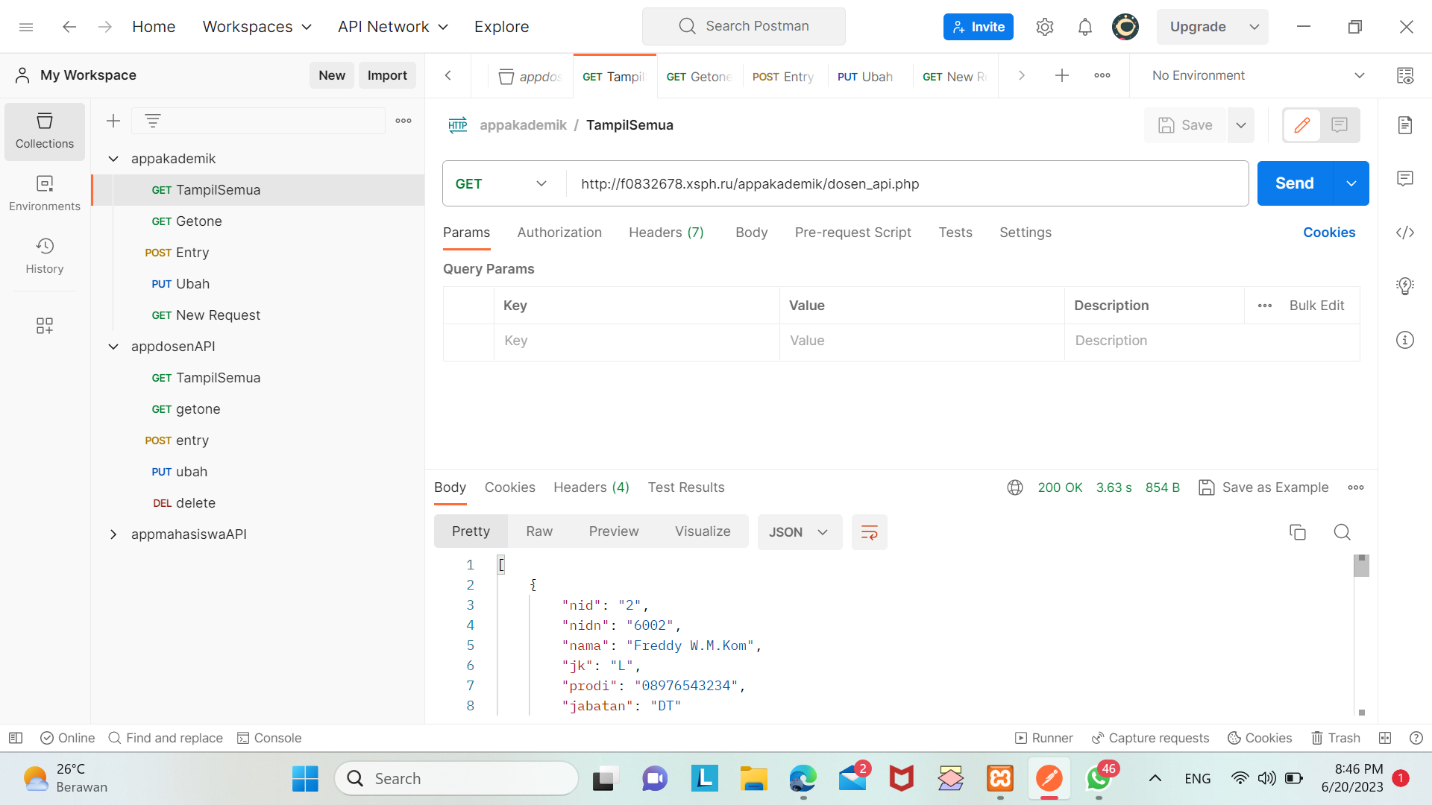 Home Workspaces API Network Explore Search Postman Invite Upgrade
My Workspace New Import appdos GET Tampil GET Getone POST Entry PUT Ubah GET New R No Environment
Collections
Environments
History
appakademik
GET TampilSemua
GET Getone
POST Entry
PUT Ubah
GET New Request
appdosenAPI
GET TampilSemua
GET getone
POST entry
PUT ubah
DEL delete
appmahasiswaAPI
HTTP appakademik / TampilSemua Save
GET http://f0832678.xsph.ru/appakademik/dosen_api.php Send
Params Authorization Headers (7) Body Pre-request Script Tests Settings Cookies
Query Params
Key Value Description Bulk Edit
Key Value Description
Body Cookies Headers (4) Test Results 200 OK 3.63 s 854 B Save as Example
Pretty Raw Preview Visualize JSON
1 [
2 {
3 "nid": "2",
4 "nidn": "6002",
5 "nama": "Freddy W.M.Kom",
6 "jk": "L",
7 "prodi": "08976543234",
8 "jabatan": "DT"
Online Find and replace Console Runner Capture requests Cookies Trash
26°C
Berawan
Search
L
2
46
ENG
8:46 PM
6/20/2023
1